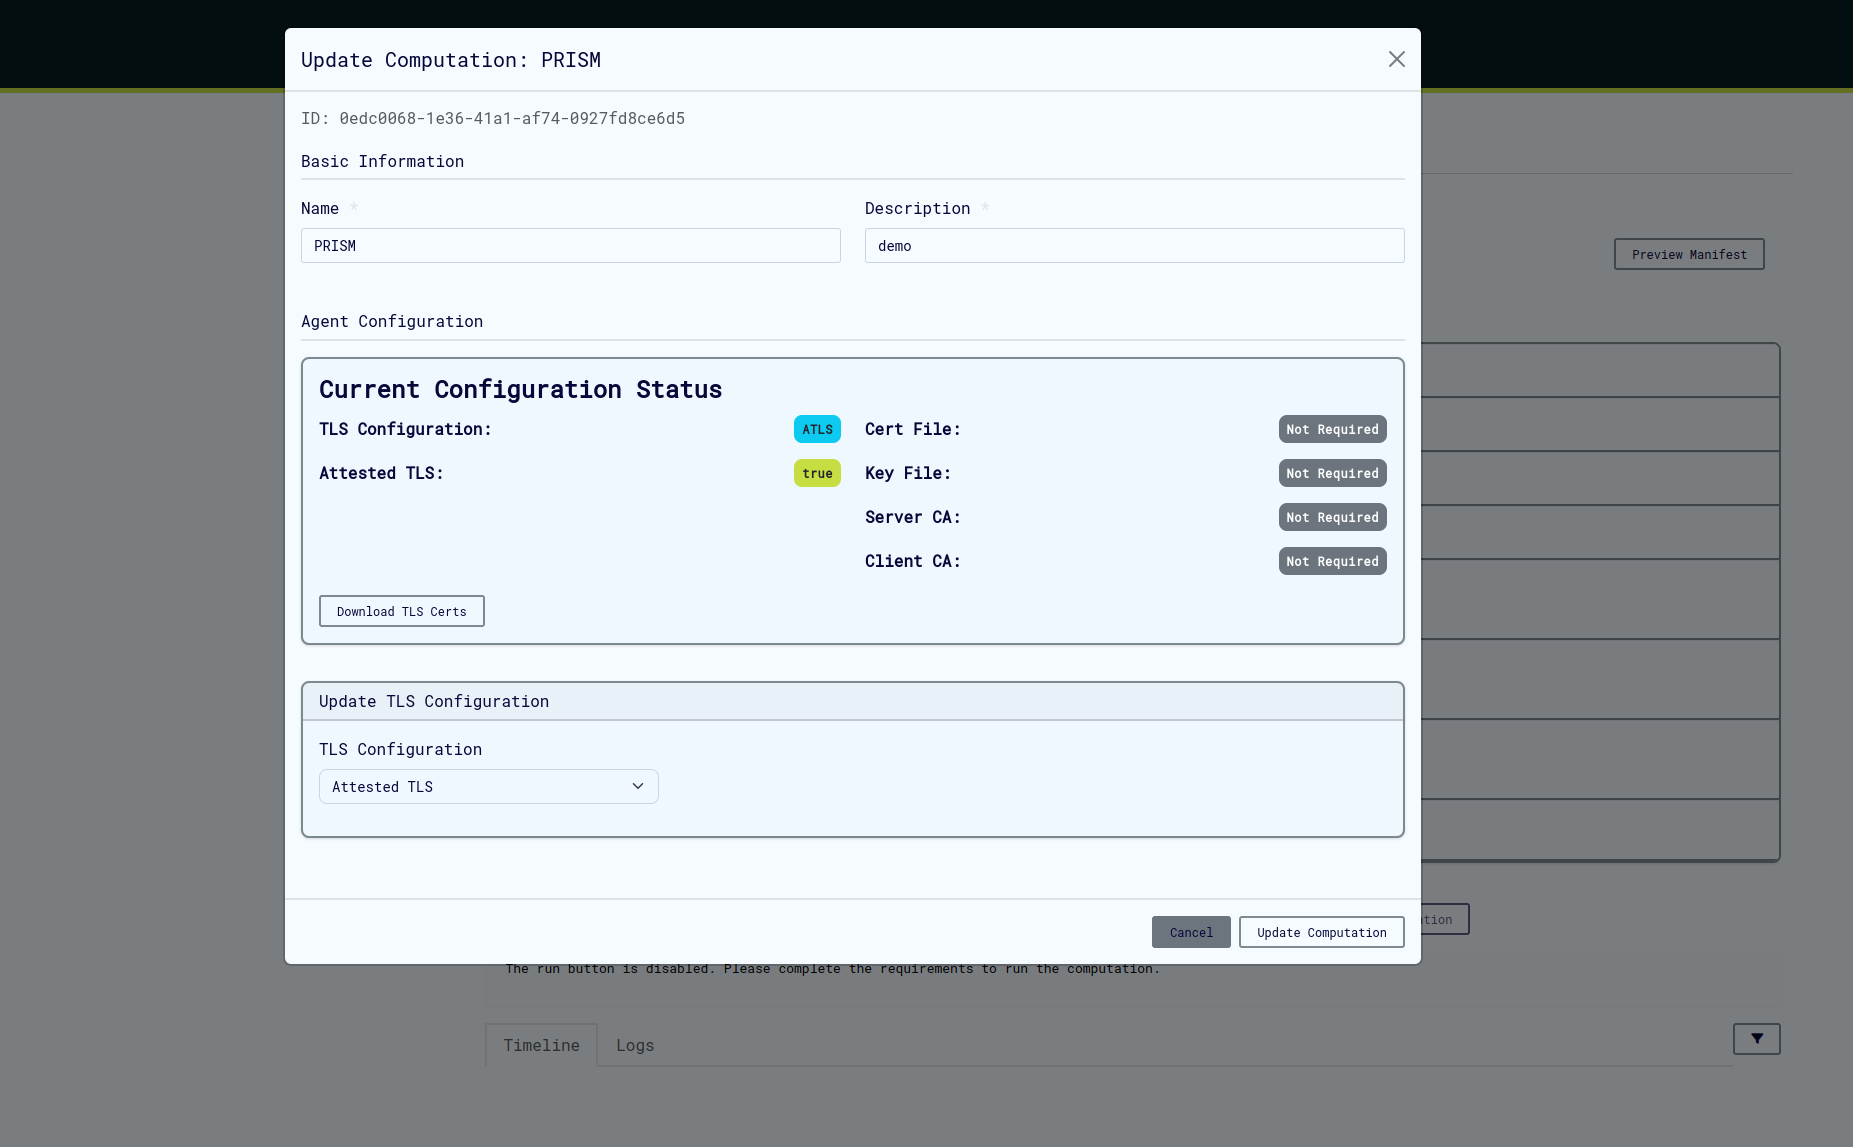 Update Computation: PRISM
ID: 0edc0068-1e36-41a1-af74-0927fd8ce6d5
Basic Information
Name * Description *
PRISM demo
Preview Manifest
Agent Configuration
Current Configuration Status
TLS Configuration: ATLS Cert File: Not Required
Attested TLS: true Key File: Not Required
Server CA: Not Required
Client CA: Not Required
Download TLS Certs
Update TLS Configuration
TLS Configuration
Attested TLS
Cancel Update Computation
The run button is disabled. Please complete the requirements to run the computation.
Timeline Logs